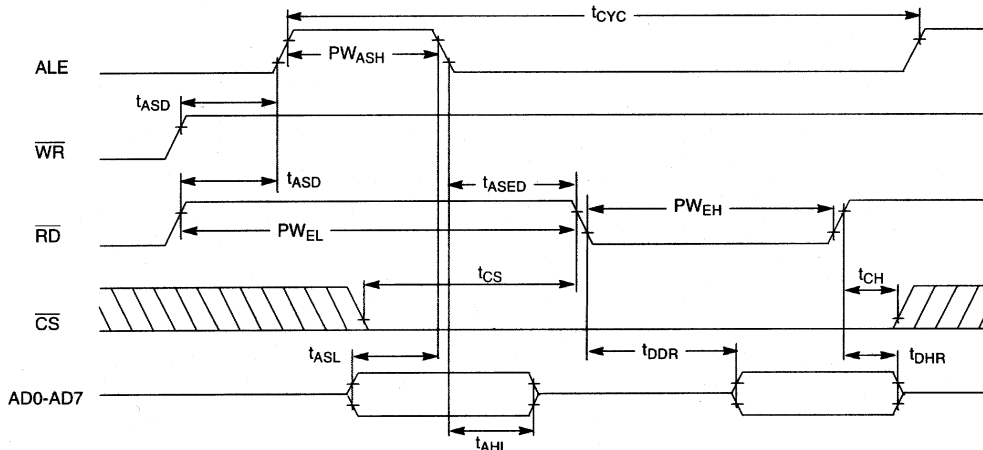 tCYC
ALE
PWASH
tASD
WR
tASD
tASED
RD
PWEL
PWEH
tCS
tCH
CS
tASL
tDDR
tDHR
AD0-AD7
tAHL